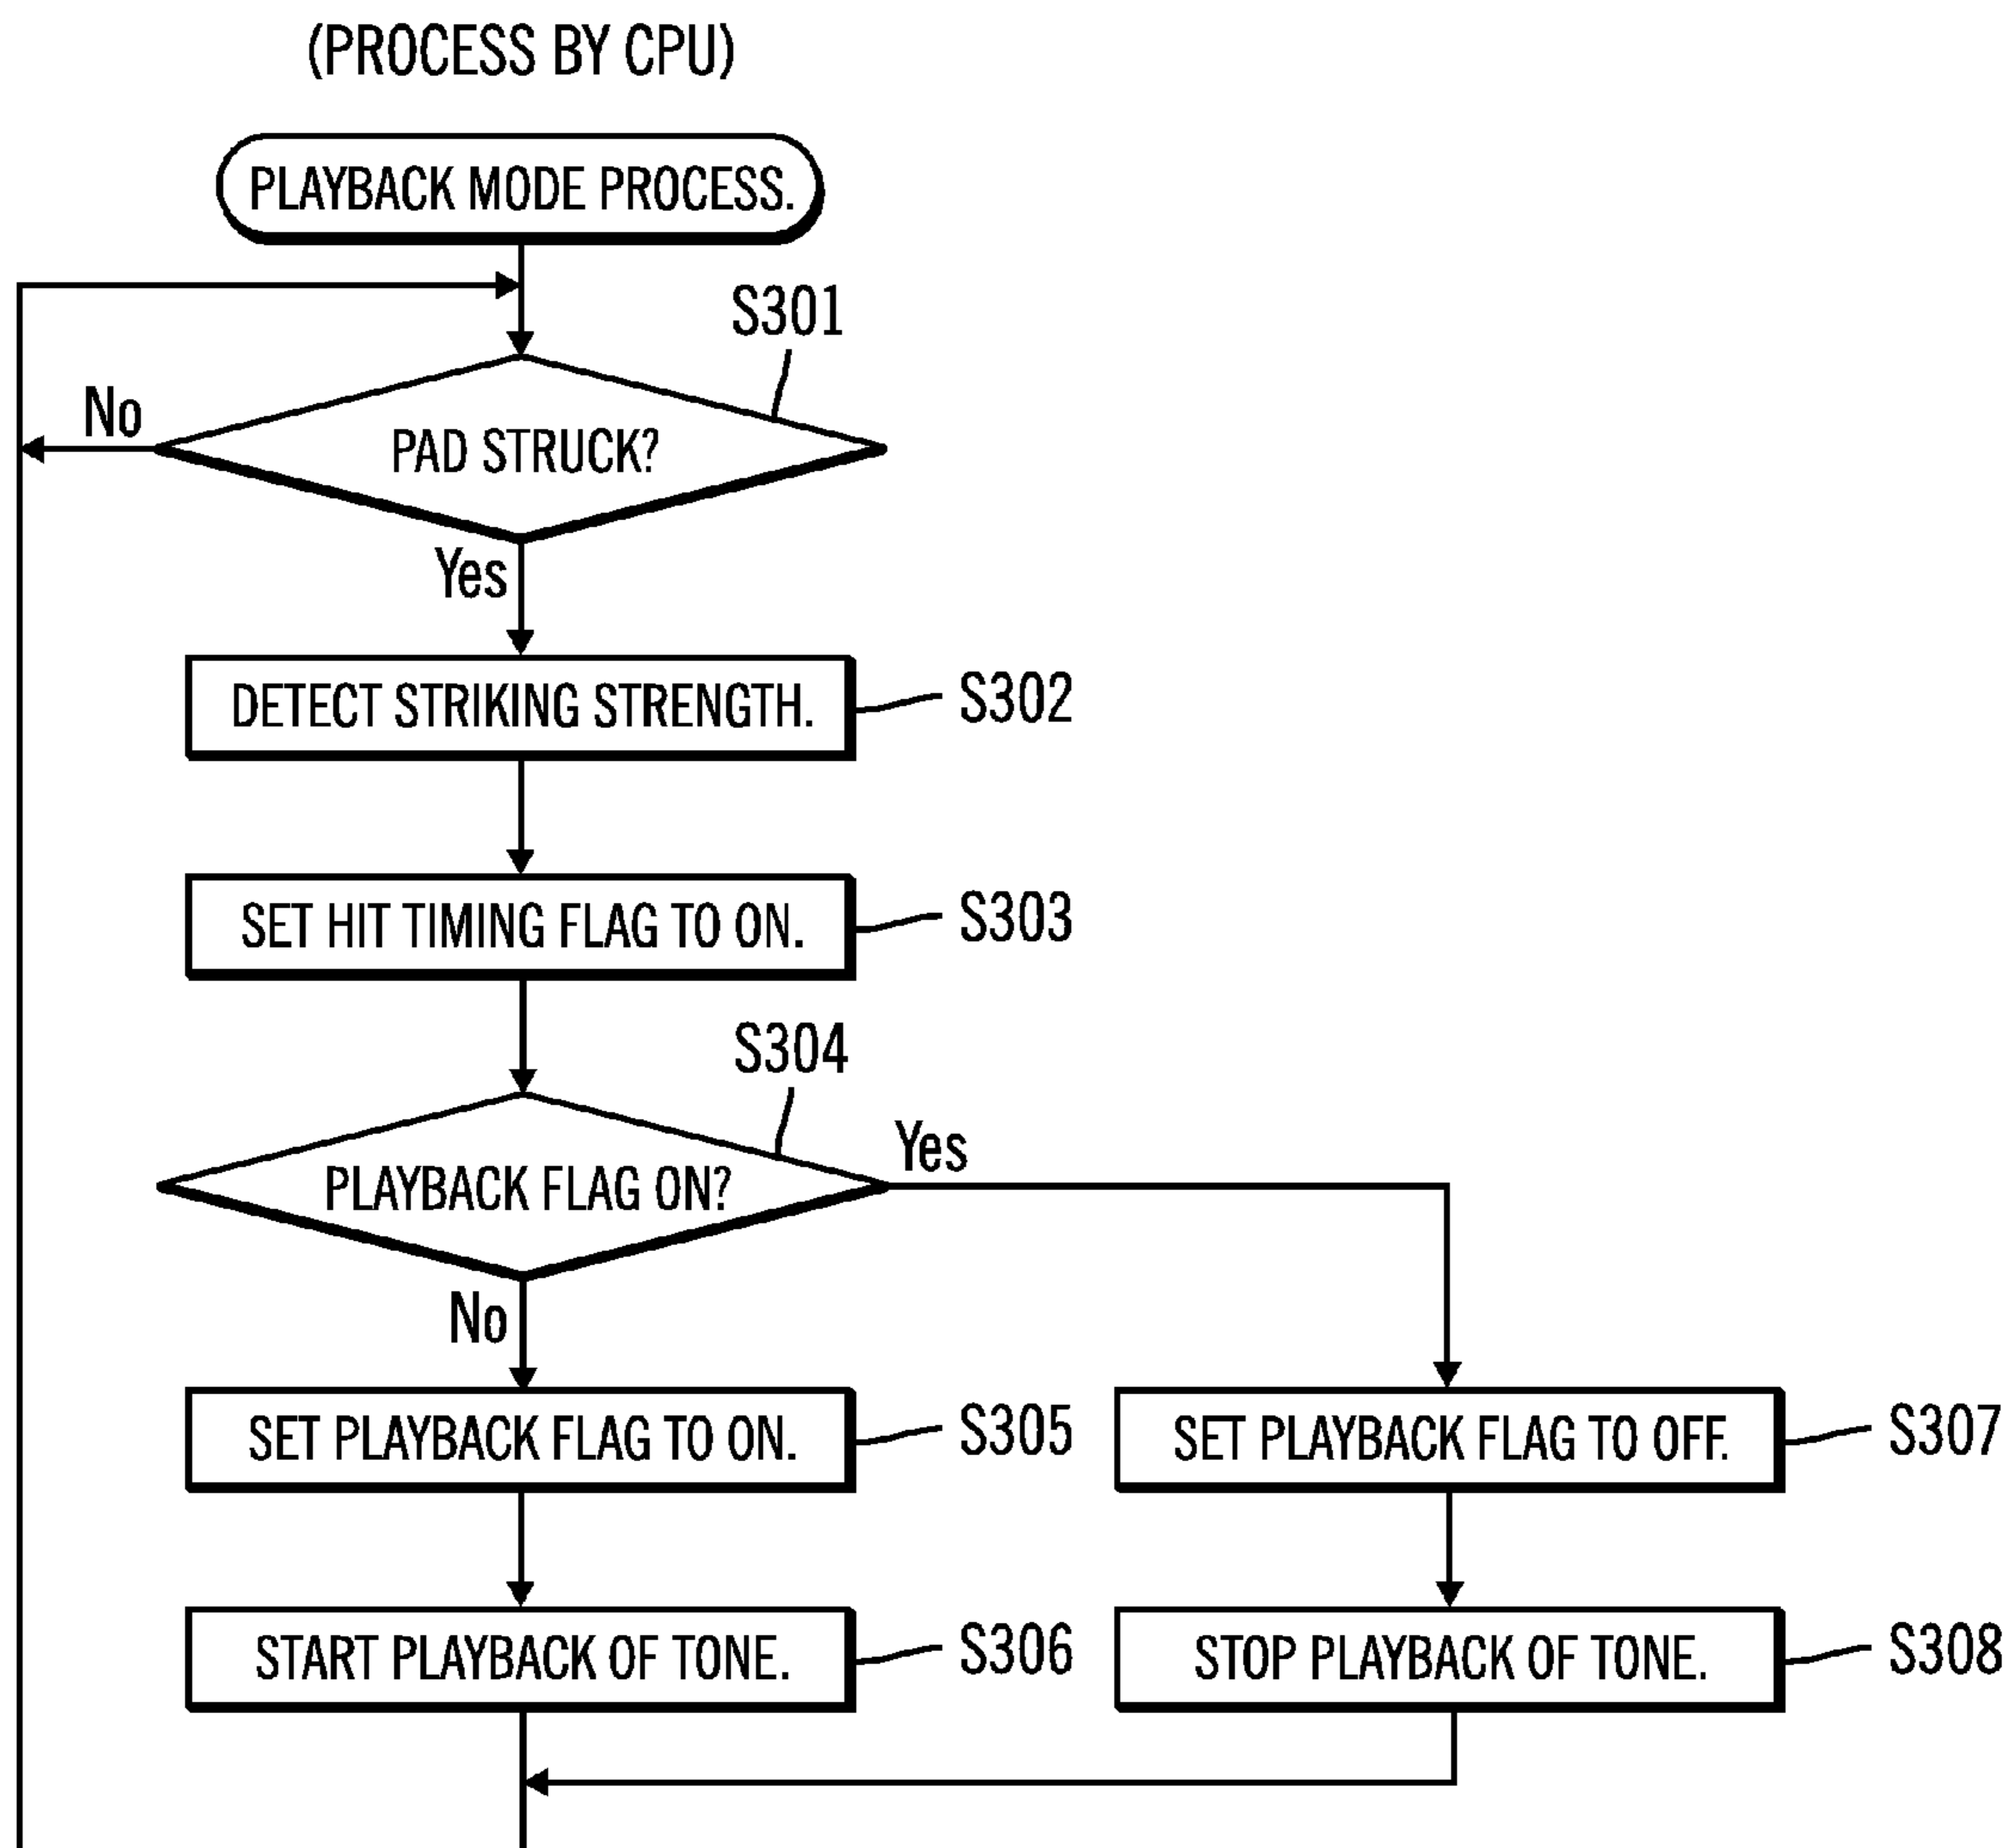 (PROCESS BY CPU)
PLAYBACK MODE PROCESS.
S301
No
PAD STRUCK?
Yes
DETECT STRIKING STRENGTH.
S302
SET HIT TIMING FLAG TO ON.
S303
S304
Yes
PLAYBACK FLAG ON?
No
SET PLAYBACK FLAG TO ON.
S305
SET PLAYBACK FLAG TO OFF.
S307
START PLAYBACK OF TONE.
S306
STOP PLAYBACK OF TONE.
S308